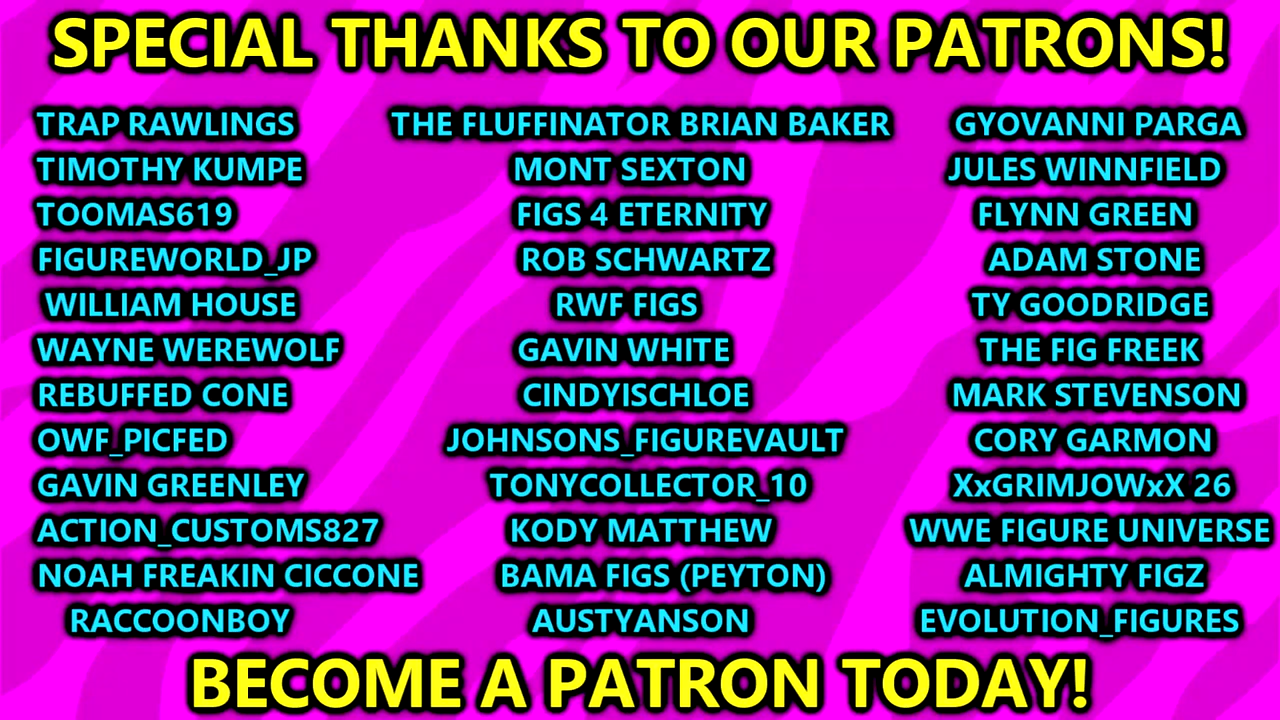 SPECIAL THANKS TO OUR PATRONS!
TRAP RAWLINGS
TIMOTHY KUMPE
TOOMAS619
FIGUREWORLD_JP
WILLIAM HOUSE
WAYNE WEREWOLF
REBUFFED CONE
OWF_PICFED
GAVIN GREENLEY
ACTION_CUSTOMS827
NOAH FREAKIN CICCONE
RACCOONBOY
THE FLUFFINATOR BRIAN BAKER
MONT SEXTON
FIGS 4 ETERNITY
ROB SCHWARTZ
RWF FIGS
GAVIN WHITE
CINDYISCHLOE
JOHNSONS_FIGUREVAULT
TONYCOLLECTOR_10
KODY MATTHEW
BAMA FIGS (PEYTON)
AUSTYANSON
GYOVANNI PARGA
JULES WINNFIELD
FLYNN GREEN
ADAM STONE
TY GOODRIDGE
THE FIG FREEK
MARK STEVENSON
CORY GARMON
XxGRIMJOWxX 26
WWE FIGURE UNIVERSE
ALMIGHTY FIGZ
EVOLUTION_FIGURES
BECOME A PATRON TODAY!